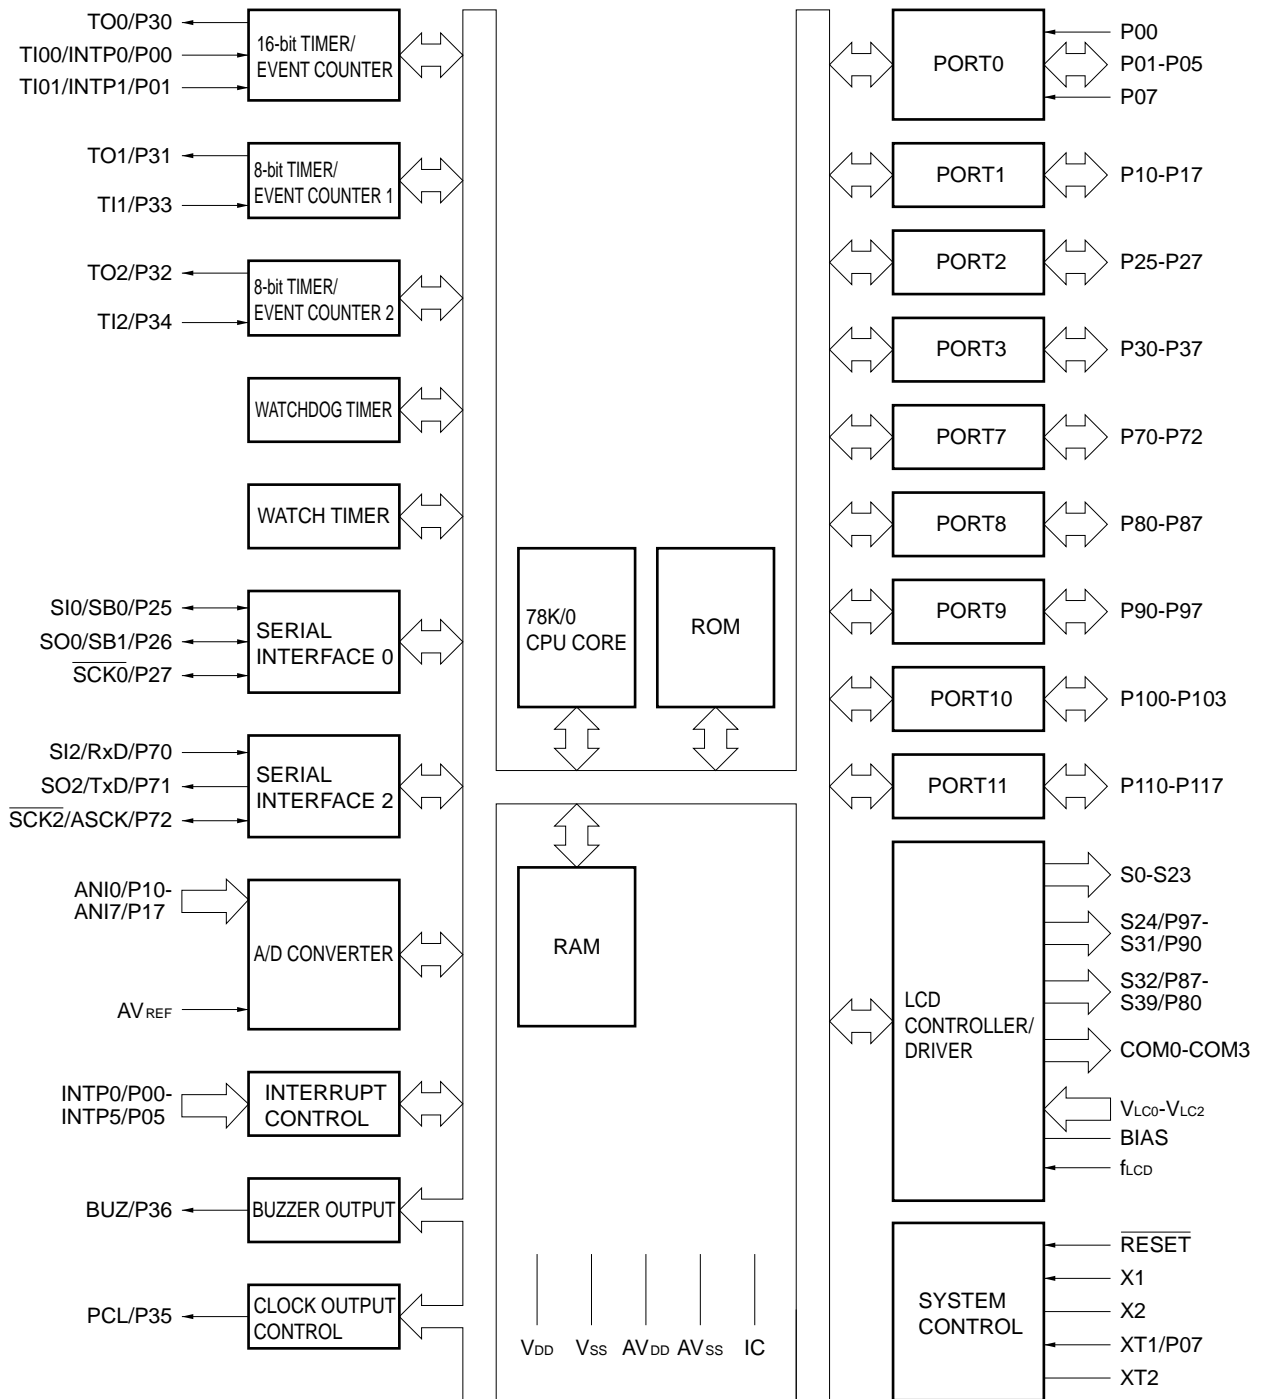 TO0/P30
TI00/INTP0/P00
TI01/INTP1/P01
16-bit TIMER/
EVENT COUNTER
TO1/P31
TI1/P33
8-bit TIMER/
EVENT COUNTER 1
TO2/P32
TI2/P34
8-bit TIMER/
EVENT COUNTER 2
WATCHDOG TIMER
WATCH TIMER
SI0/SB0/P25
SO0/SB1/P26
SCK0/P27
SERIAL
INTERFACE 0
SI2/RxD/P70
SO2/TxD/P71
SCK2/ASCK/P72
SERIAL
INTERFACE 2
ANI0/P10-
ANI7/P17
AVREF
A/D CONVERTER
INTP0/P00-
INTP5/P05
INTERRUPT
CONTROL
BUZ/P36
BUZZER OUTPUT
PCL/P35
CLOCK OUTPUT
CONTROL
78K/0
CPU CORE
ROM
RAM
VDD VSS AVDD AVSS IC
PORT0
P00
P01-P05
P07
PORT1
P10-P17
PORT2
P25-P27
PORT3
P30-P37
PORT7
P70-P72
PORT8
P80-P87
PORT9
P90-P97
PORT10
P100-P103
PORT11
P110-P117
LCD
CONTROLLER/
DRIVER
S0-S23
S24/P97-
S31/P90
S32/P87-
S39/P80
COM0-COM3
VLC0-VLC2
BIAS
fLCD
SYSTEM
CONTROL
RESET
X1
X2
XT1/P07
XT2